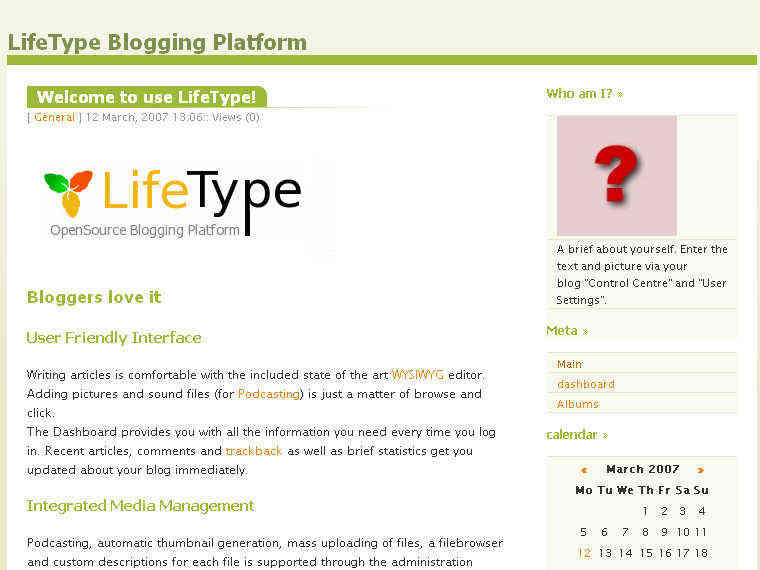 LifeType Blogging Platform
Welcome to use LifeType!
| General | 12 March, 2007 13:06:: Views (0)
LifeType
OpenSource Blogging Platform
Bloggers love it
User Friendly Interface
Writing articles is comfortable with the included state of the art WYSIWYG editor.
Adding pictures and sound files (for Podcasting) is just a matter of browse and
click.
The Dashboard provides you with all the information you need every time you log
in. Recent articles, comments and trackback as well as brief statistics get you
updated about your blog immediately.
Integrated Media Management
Podcasting, automatic thumbnail generation, mass uploading of files, a filebrowser
and custom descriptions for each file is supported through the administration
Who am I? »
?
A brief about yourself. Enter the
text and picture via your
blog "Control Centre" and "User
Settings".
Meta »
Main
dashboard
Albums
calendar »
« March 2007 »
Mo Tu We Th Fr Sa Su
1 2 3 4
5 6 7 8 9 10 11
12 13 14 15 16 17 18